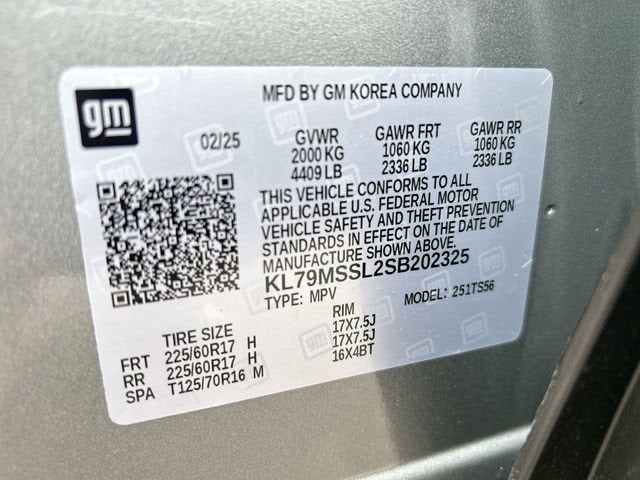 gm
MFD BY GM KOREA COMPANY
02/25 GVWR GAWR FRT GAWR RR
2000 KG 1060 KG 1060 KG
4409 LB 2336 LB 2336 LB
THIS VEHICLE CONFORMS TO ALL
APPLICABLE U.S. FEDERAL MOTOR
VEHICLE SAFETY AND THEFT PREVENTION
STANDARDS IN EFFECT ON THE DATE OF
MANUFACTURE SHOWN ABOVE.
KL79MSSL2SB202325
TYPE: MPV MODEL: 251TS56
TIRE SIZE RIM
FRT 225/60R17 H 17X7.5J
RR 225/60R17 H 17X7.5J
SPA T125/70R16 M 16X4BT